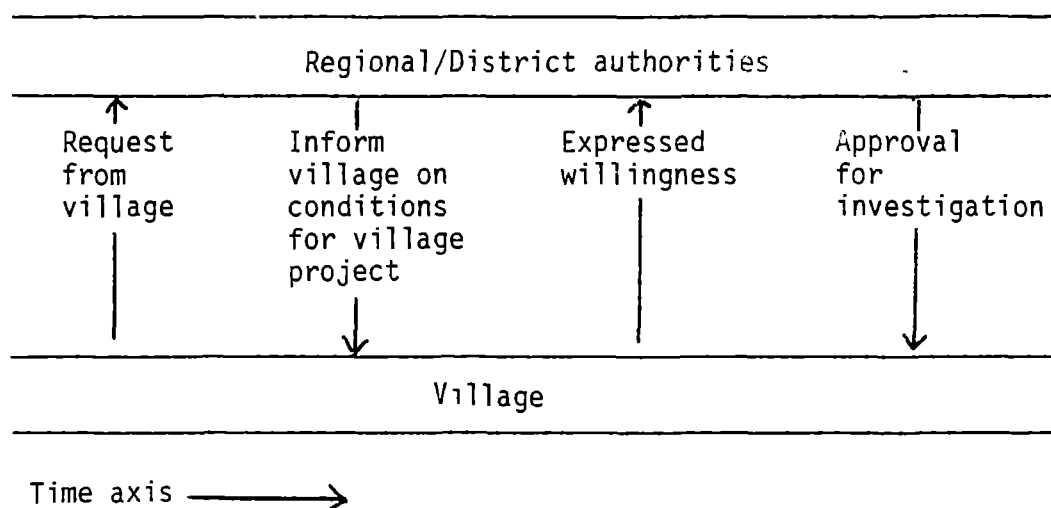 Regional/District authorities
Request
from
village
Inform
village on
conditions
for village
project
Expressed
willingness
Approval
for
investigation
Village
Time axis